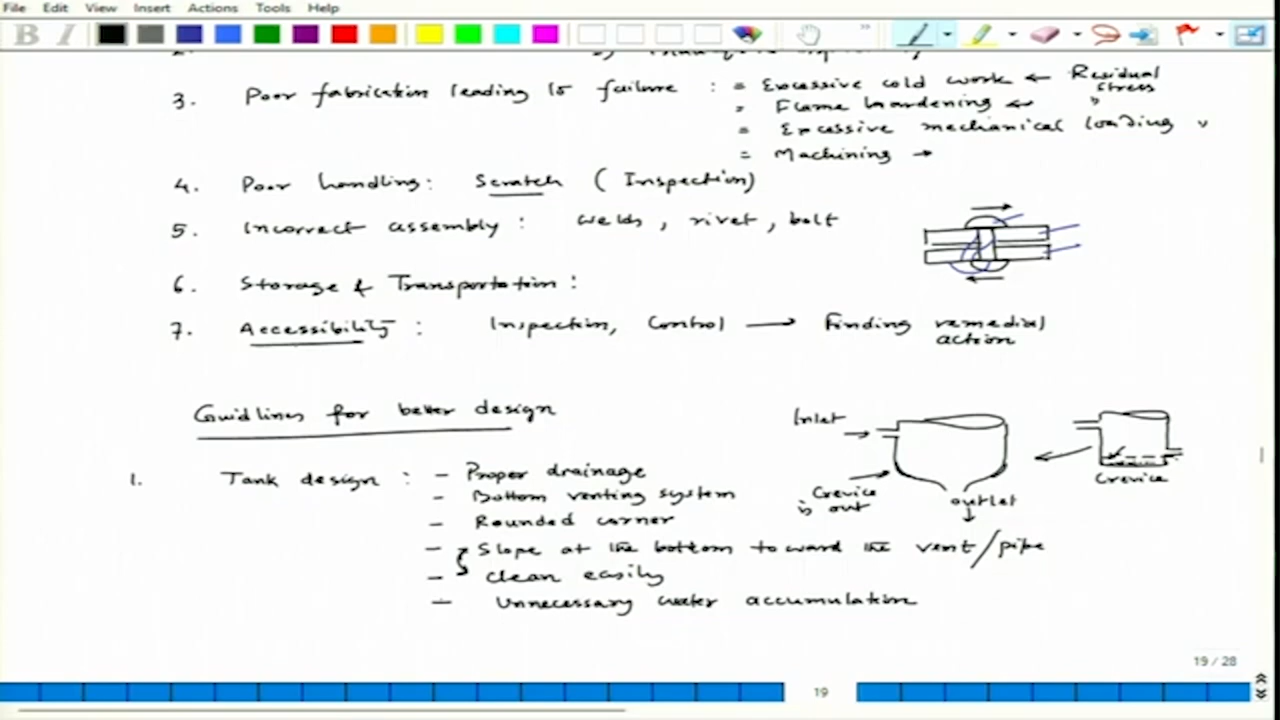 File Edit View Insert Actions Tools Help
B I
3. Poor fabrication leading to failure : = Excessive cold work ← Residual stress
= Flame hardening ←
= Excessive mechanical loading
= Machining →
4. Poor handling: Scratch (Inspection)
5. Incorrect assembly : welds, rivet, bolt
6. Storage & Transportation :
7. Accessibility : Inspection, Control → Finding remedial action
Guidlines for better design
Inlet
1. Tank design : - Proper drainage
- Bottom venting system
- Rounded corner
- Slope at the bottom toward the vent/pipe
- Clean easily
- Unnecessary water accumulation
Crevice is out
outlet
Crevice
19 / 28
19